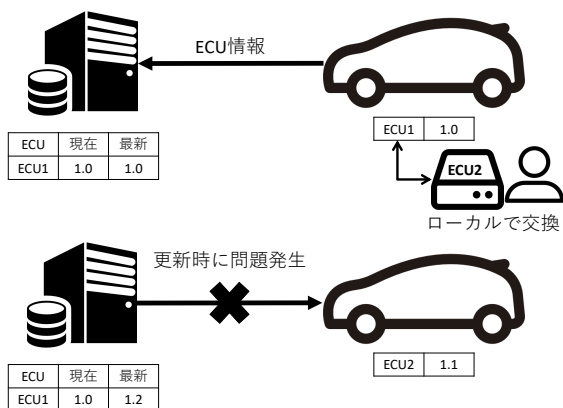 ECU情報
ECU 現在 最新
ECU1 1.0 1.0
ECU1 1.0
ECU2
ローカルで交換
更新時に問題発生
ECU 現在 最新
ECU1 1.0 1.2
ECU2 1.1